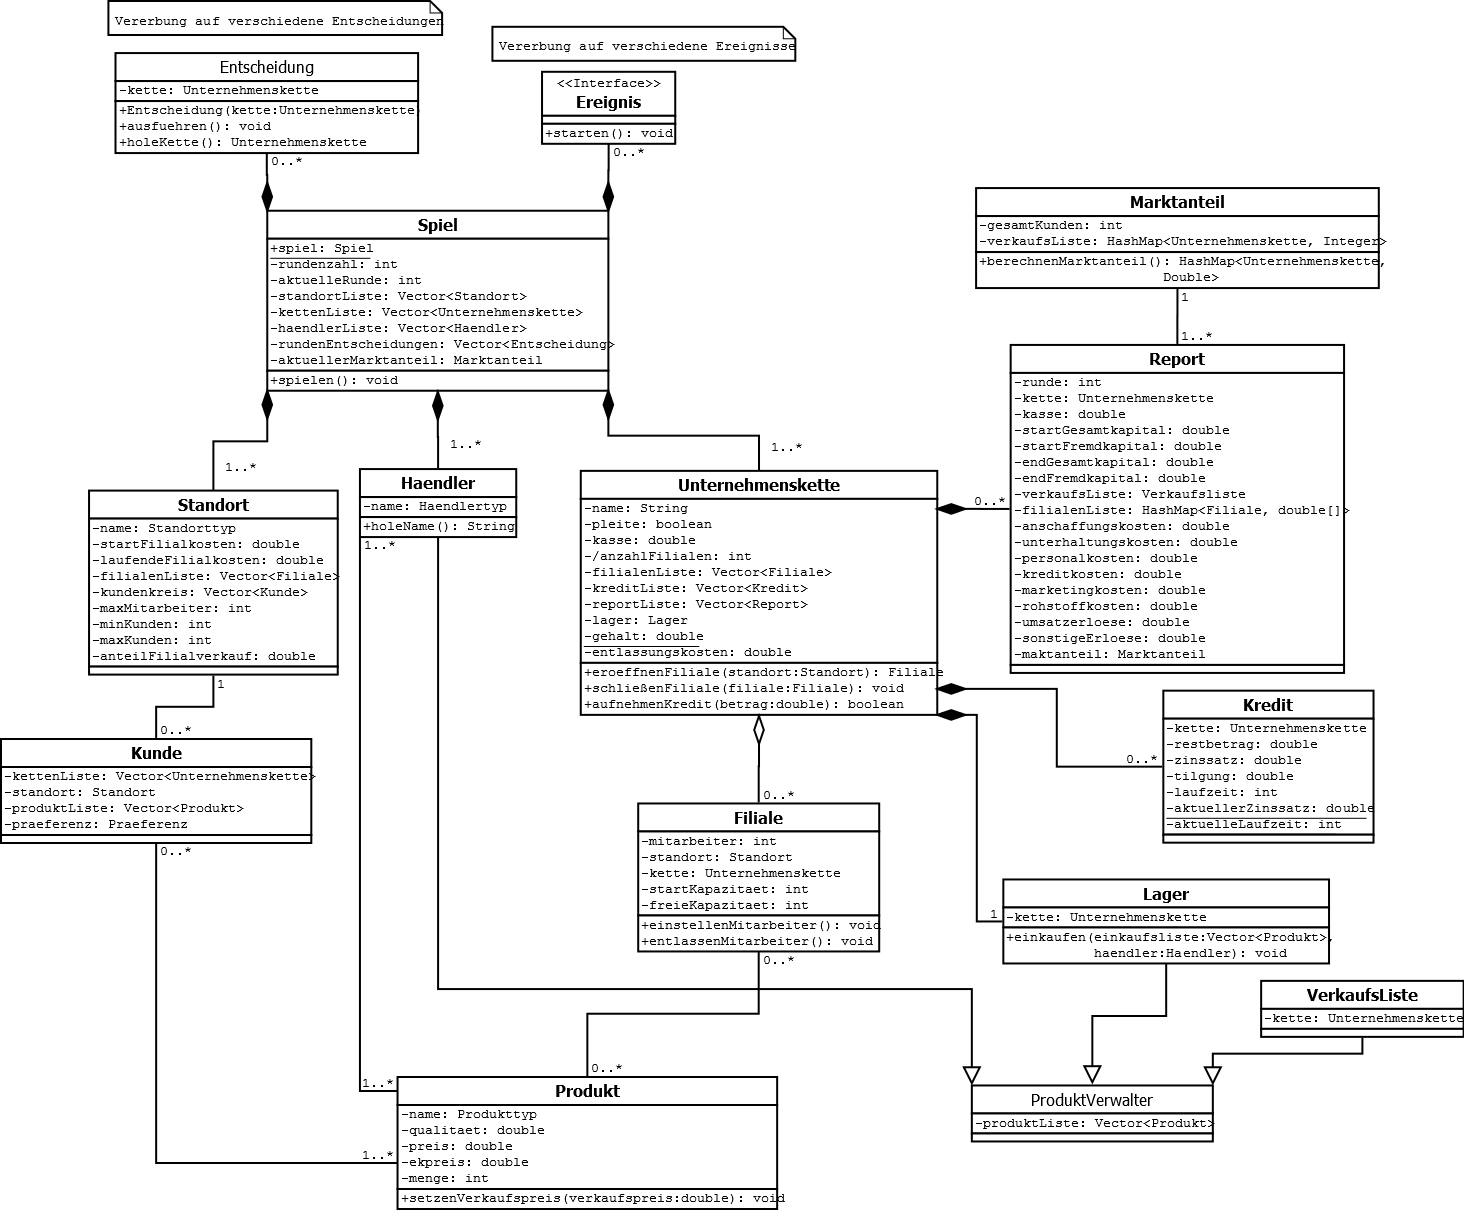 Vererbung auf verschiedene Entscheidungen
Entscheidung
-kette: Unternehmenskette
+Entscheidung(kette:Unternehmenskette
+ausfuehren(): void
+holeKette(): Unternehmenskette
0..*
Vererbung auf verschiedene Ereignisse
<<Interface>>
Ereignis
+starten(): void
0..*
Spiel
+spiel: Spiel
-rundenzahl: int
-aktuelleRunde: int
-standortListe: Vector<Standort>
-kettenListe: Vector<Unternehmenskette>
-haendlerListe: Vector<Haendler>
-rundenEntscheidungen: Vector<Entscheidung>
-aktuellerMarktanteil: Marktanteil
+spielen(): void
Marktanteil
-gesamtKunden: int
-verkaufsListe: HashMap<Unternehmenskette, Integer>
+berechnenMarktanteil(): HashMap<Unternehmenskette,
Double>
1
1..*
Report
-runde: int
-kette: Unternehmenskette
-kasse: double
-startGesamtkapital: double
-startFremdkapital: double
-endGesamtkapital: double
-endFremdkapital: double
-verkaufsListe: Verkaufsliste
-filialenListe: HashMap<Filiale, double[]>
-anschaffungskosten: double
-unterhaltungskosten: double
-personalkosten: double
-kreditkosten: double
-marketingkosten: double
-rohstoffkosten: double
-umsatzerloese: double
-sonstigeErloese: double
-maktanteil: Marktanteil
1..*
Standort
-name: Standorttyp
-startFilialkosten: double
-laufendeFilialkosten: double
-filialenListe: Vector<Filiale>
-kundenkreis: Vector<Kunde>
-maxMitarbeiter: int
-minKunden: int
-maxKunden: int
-anteilFilialverkauf: double
1
1..*
Haendler
-name: Haendlertyp
+holeName(): String
1..*
1..*
Unternehmenskette
-name: String
-pleite: boolean
-kasse: double
-/anzahlFilialen: int
-filialenListe: Vector<Filiale>
-kreditListe: Vector<Kredit>
-reportListe: Vector<Report>
-lager: Lager
-gehalt: double
-entlassungskosten: double
+eroeffnenFiliale(standort:Standort): Filiale
+schließenFiliale(filiale:Filiale): void
+aufnehmenKredit(betrag:double): boolean
0..*
0..*
Kredit
-kette: Unternehmenskette
-restbetrag: double
-zinssatz: double
-tilgung: double
-laufzeit: int
-aktuellerZinssatz: double
-aktuelleLaufzeit: int
0..*
Kunde
-kettenListe: Vector<Unternehmenskette>
-standort: Standort
-produktListe: Vector<Produkt>
-praeferenz: Praeferenz
0..*
0..*
Filiale
-mitarbeiter: int
-standort: Standort
-kette: Unternehmenskette
-startKapazitaet: int
-freieKapazitaet: int
+einstellenMitarbeiter(): void
+entlassenMitarbeiter(): void
0..*
1
Lager
-kette: Unternehmenskette
+einkaufen(einkaufsliste:Vector<Produkt>,
haendler:Haendler): void
VerkaufsListe
-kette: Unternehmenskette
0..*
1..*
1..*
Produkt
-name: Produkttyp
-qualitaet: double
-preis: double
-ekpreis: double
-menge: int
+setzenVerkaufspreis(verkaufspreis:double): void
ProduktVerwalter
-produktListe: Vector<Produkt>